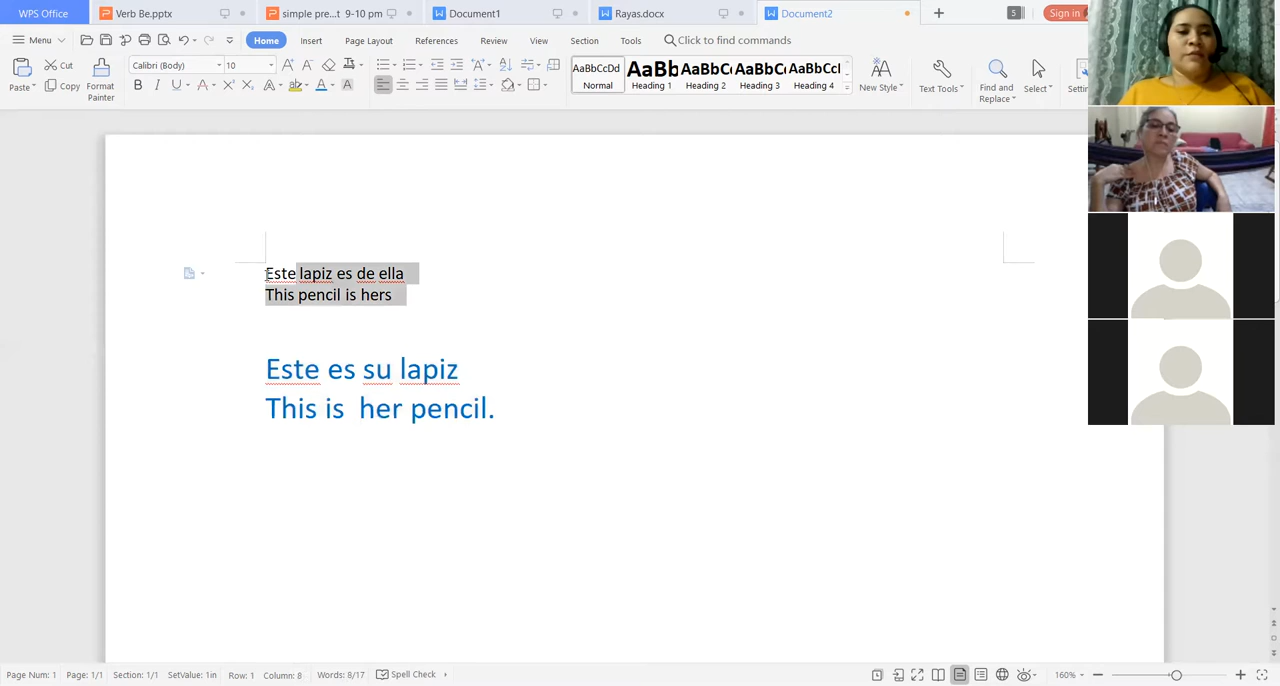 WPS Office
Verb Be.pptx
simple pre...t 9-10 pm
Document1
Rayas.docx
Document2
S
Sign in
Menu
Home
Insert
Page Layout
References
Review
View
Section
Tools
Click to find commands
Paste
Cut
Copy
Format
Painter
Calibri (Body)
10
B I U
AaBbCcDd
Normal
AaBb
Heading 1
AaBbC
Heading 2
AaBbC
Heading 3
AaBbCcI
Heading 4
New Style
Text Tools
Find and
Replace
Select
Este lapiz es de ella
This pencil is hers
Este es su lapiz
This is  her pencil.
Page Num: 1
Page: 1/1
Section: 1/1
SetValue: 1in
Row: 1
Column: 8
Words: 8/17
Spell Check
160%